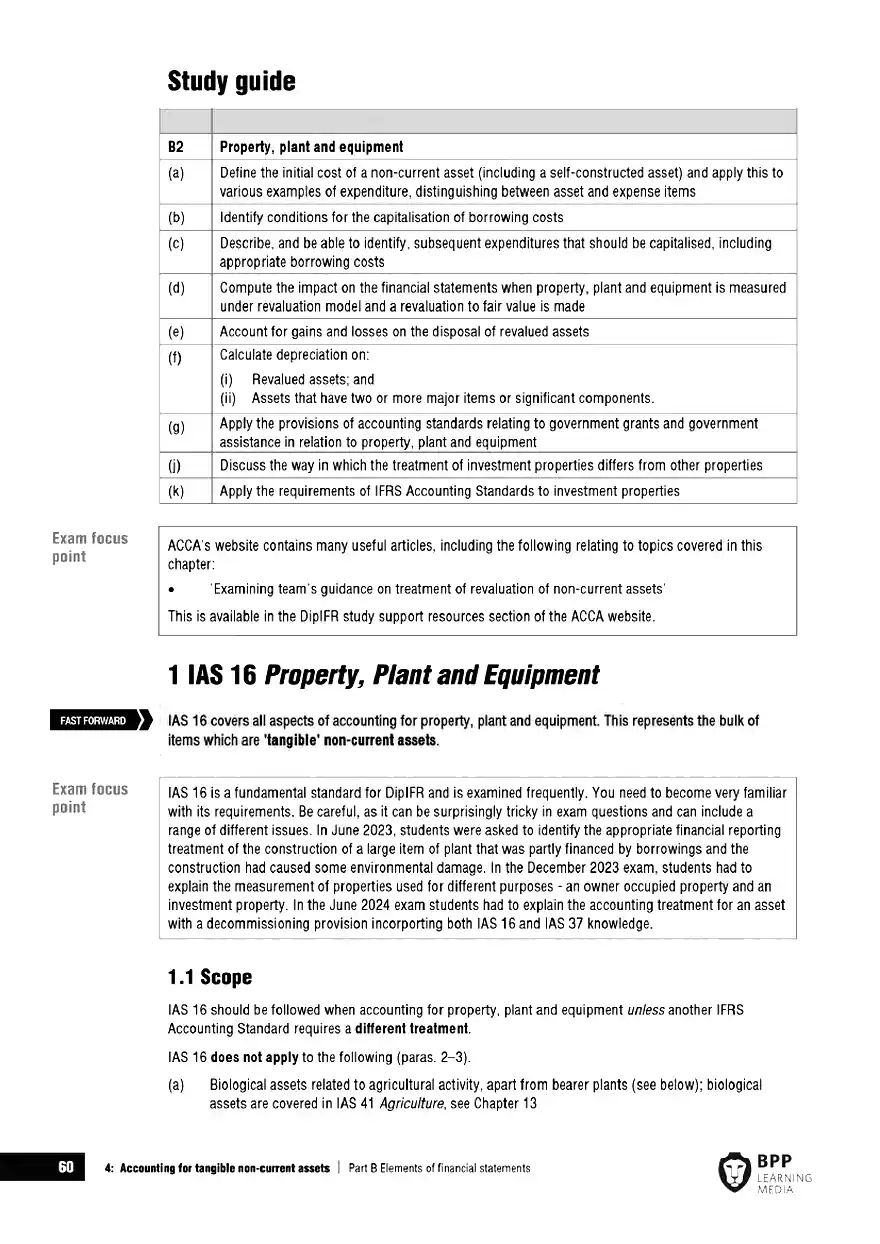 Study guide
B2 Property, plant and equipment
(a) Define the initial cost of a non-current asset (including a self-constructed asset) and apply this to
various examples of expenditure, distinguishing between asset and expense items
(b) Identify conditions for the capitalisation of borrowing costs
(c) Describe, and be able to identify, subsequent expenditures that should be capitalised, including
appropriate borrowing costs
(d) Compute the impact on the financial statements when property, plant and equipment is measured
under revaluation model and a revaluation to fair value is made
(e) Account for gains and losses on the disposal of revalued assets
(f) Calculate depreciation on:
(i) Revalued assets; and
(ii) Assets that have two or more major items or significant components.
(g) Apply the provisions of accounting standards relating to government grants and government
assistance in relation to property, plant and equipment
(j) Discuss the way in which the treatment of investment properties differs from other properties
(k) Apply the requirements of IFRS Accounting Standards to investment properties
Exam focus
point
ACCA's website contains many useful articles, including the following relating to topics covered in this
chapter:
• 'Examining team's guidance on treatment of revaluation of non-current assets'
This is available in the DipIFR study support resources section of the ACCA website.
1 IAS 16 Property, Plant and Equipment
FAST FORWARD
IAS 16 covers all aspects of accounting for property, plant and equipment. This represents the bulk of
items which are 'tangible' non-current assets.
Exam focus
point
IAS 16 is a fundamental standard for DipIFR and is examined frequently. You need to become very familiar
with its requirements. Be careful, as it can be surprisingly tricky in exam questions and can include a
range of different issues. In June 2023, students were asked to identify the appropriate financial reporting
treatment of the construction of a large item of plant that was partly financed by borrowings and the
construction had caused some environmental damage. In the December 2023 exam, students had to
explain the measurement of properties used for different purposes - an owner occupied property and an
investment property. In the June 2024 exam students had to explain the accounting treatment for an asset
with a decommissioning provision incorporating both IAS 16 and IAS 37 knowledge.
1.1 Scope
IAS 16 should be followed when accounting for property, plant and equipment unless another IFRS
Accounting Standard requires a different treatment.
IAS 16 does not apply to the following (paras. 2–3).
(a) Biological assets related to agricultural activity, apart from bearer plants (see below); biological
assets are covered in IAS 41 Agriculture, see Chapter 13
60 4: Accounting for tangible non-current assets | Part B Elements of financial statements
BPP
LEARNING
MEDIA